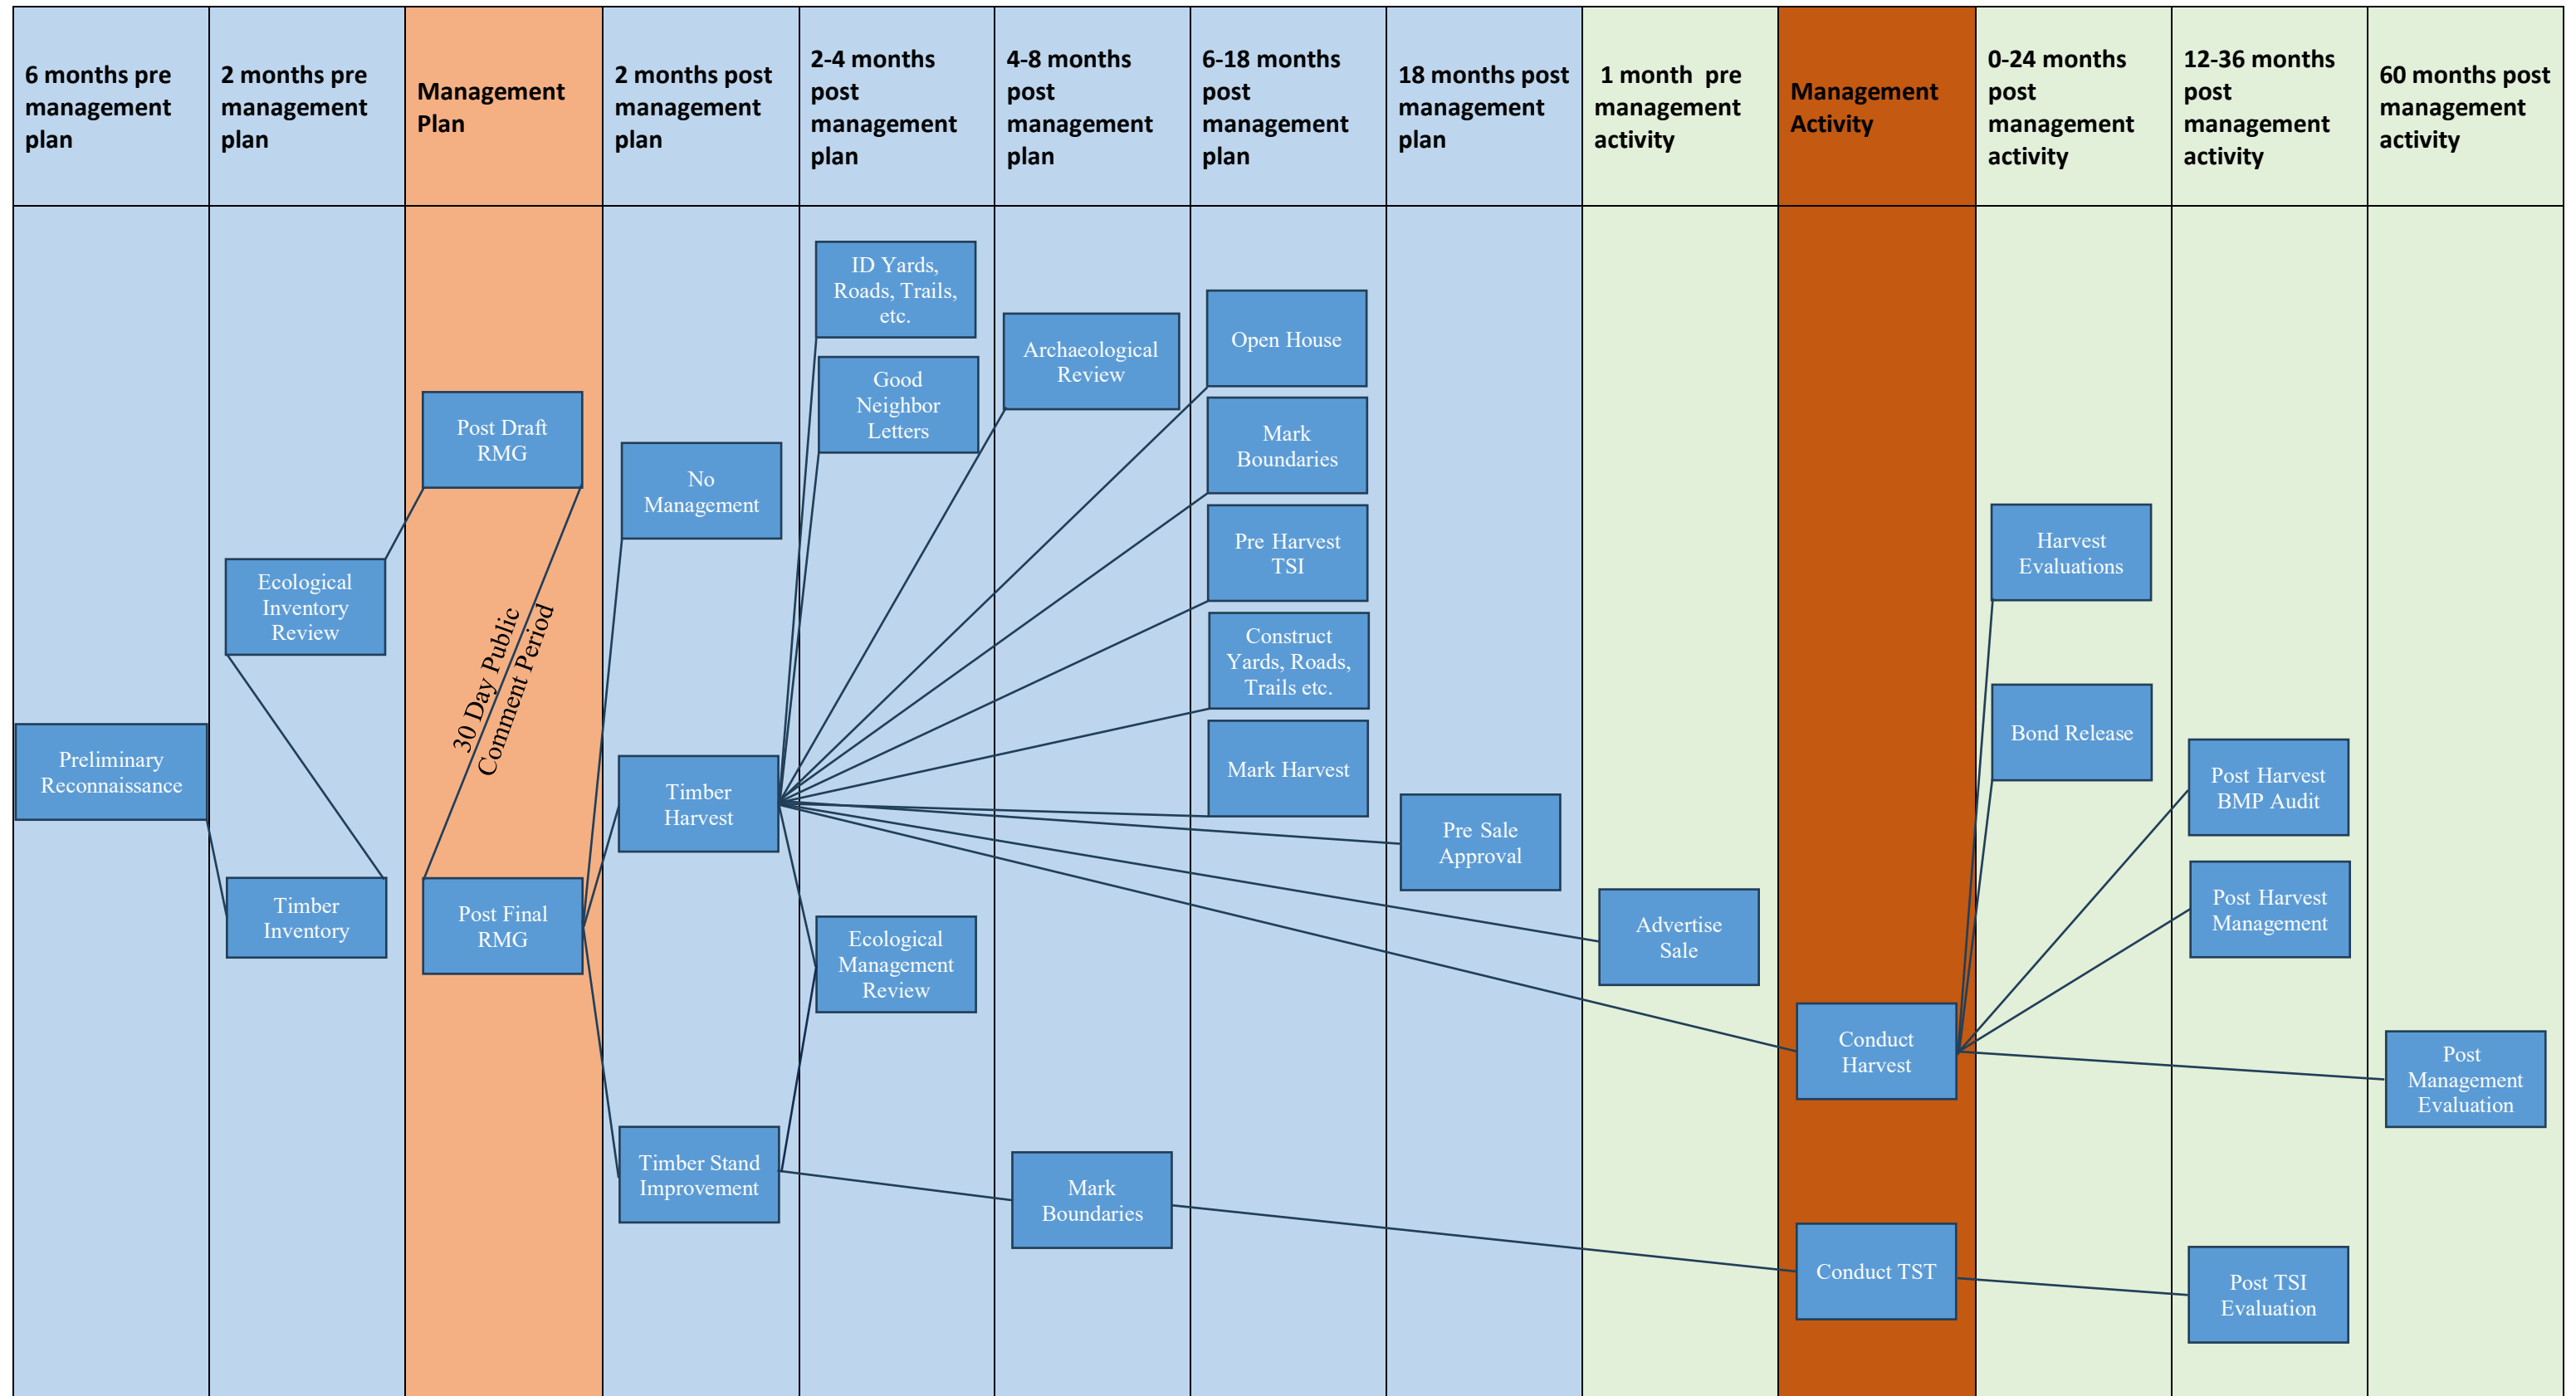 6 months pre
management
plan
2 months pre
management
plan
Management
Plan
2 months post
management
plan
2-4 months
post
management
plan
4-8 months
post
management
plan
6-18 months
post
management
plan
18 months post
management
plan
1 month pre
management
activity
Management
Activity
0-24 months
post
management
activity
12-36 months
post
management
activity
60 months post
management
activity
Preliminary
Reconnaissance
Ecological
Inventory
Review
Timber
Inventory
Post Draft
RMG
30 Day Public
Comment Period
Post Final
RMG
No
Management
Timber
Harvest
Timber Stand
Improvement
ID Yards,
Roads, Trails,
etc.
Good
Neighbor
Letters
Ecological
Management
Review
Archaeological
Review
Mark
Boundaries
Open House
Mark
Boundaries
Pre Harvest
TSI
Construct
Yards, Roads,
Trails etc.
Mark Harvest
Pre Sale
Approval
Advertise
Sale
Conduct
Harvest
Conduct TST
Harvest
Evaluations
Bond Release
Post Harvest
BMP Audit
Post Harvest
Management
Post TSI
Evaluation
Post
Management
Evaluation